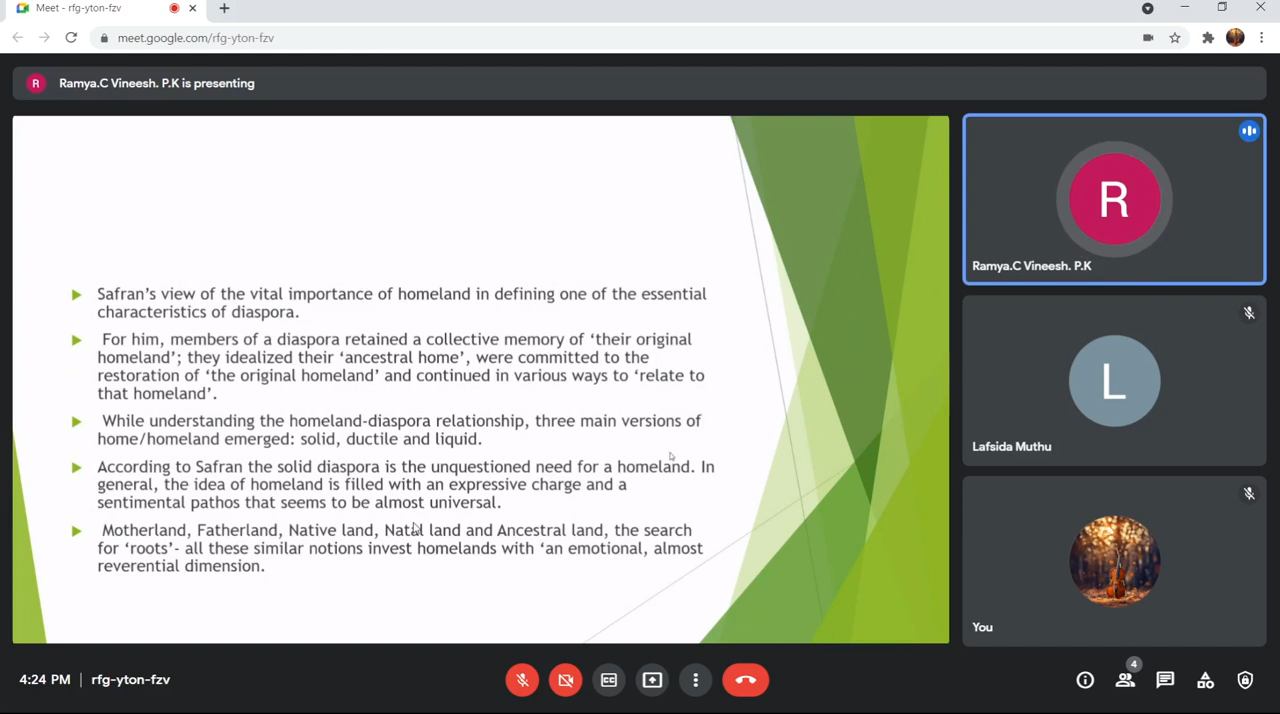 Meet - rfg-yton-fzv
meet.google.com/rfg-yton-fzv
R
Ramya.C Vineesh. P.K is presenting
Safran's view of the vital importance of homeland in defining one of the essential
characteristics of diaspora.
For him, members of a diaspora retained a collective memory of ‘their original
homeland’; they idealized their ‘ancestral home’, were committed to the
restoration of ‘the original homeland’ and continued in various ways to ‘relate to
that homeland’.
While understanding the homeland-diaspora relationship, three main versions of
home/homeland emerged: solid, ductile and liquid.
According to Safran the solid diaspora is the unquestioned need for a homeland. In
general, the idea of homeland is filled with an expressive charge and a
sentimental pathos that seems to be almost universal.
Motherland, Fatherland, Native land, Natal land and Ancestral land, the search
for ‘roots’- all these similar notions invest homelands with ‘an emotional, almost
reverential dimension.
R
Ramya.C Vineesh. P.K
L
Lafsida Muthu
You
4:24 PM | rfg-yton-fzv
4